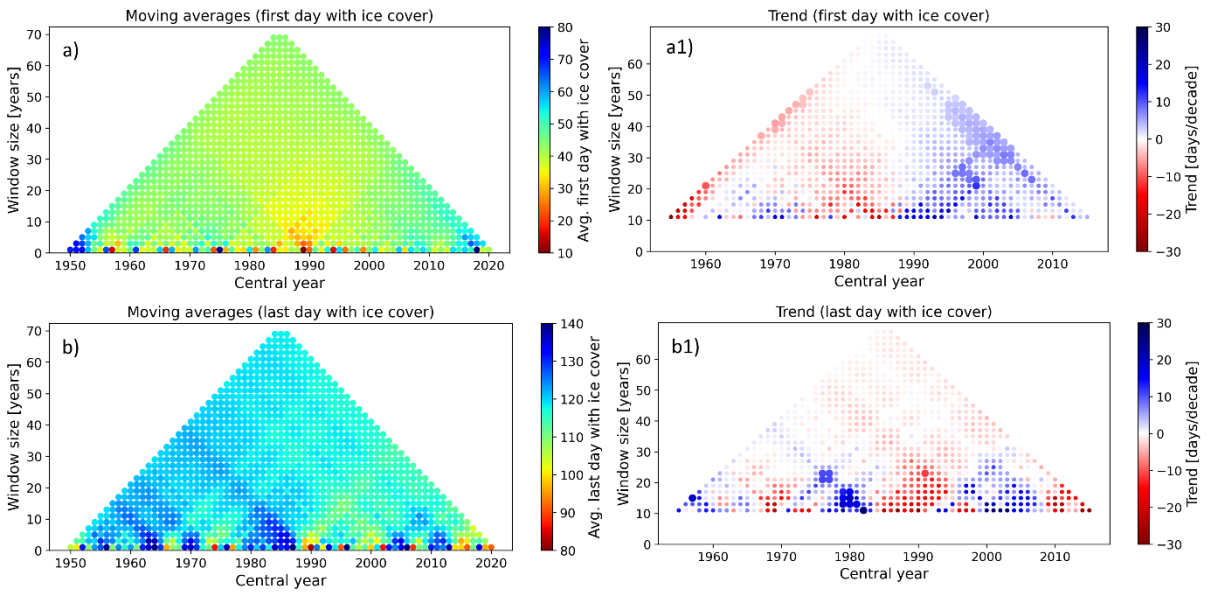 Moving averages (first day with ice cover)
a)
70
60
50
40
30
20
10
0
Window size [years]
1950 1960 1970 1980 1990 2000 2010 2020
Central year
80
70
60
50
40
30
20
10
Avg. first day with ice cover
Trend (first day with ice cover)
a1)
60
50
40
30
20
10
0
Window size [years]
1960 1970 1980 1990 2000 2010
Central year
30
20
10
0
−10
−20
−30
Trend [days/decade]
Moving averages (last day with ice cover)
b)
70
60
50
40
30
20
10
0
Window size [years]
1950 1960 1970 1980 1990 2000 2010 2020
Central year
140
130
120
110
100
90
80
Avg. last day with ice cover
Trend (last day with ice cover)
b1)
60
50
40
30
20
10
0
Window size [years]
1960 1970 1980 1990 2000 2010
Central year
30
20
10
0
−10
−20
−30
Trend [days/decade]